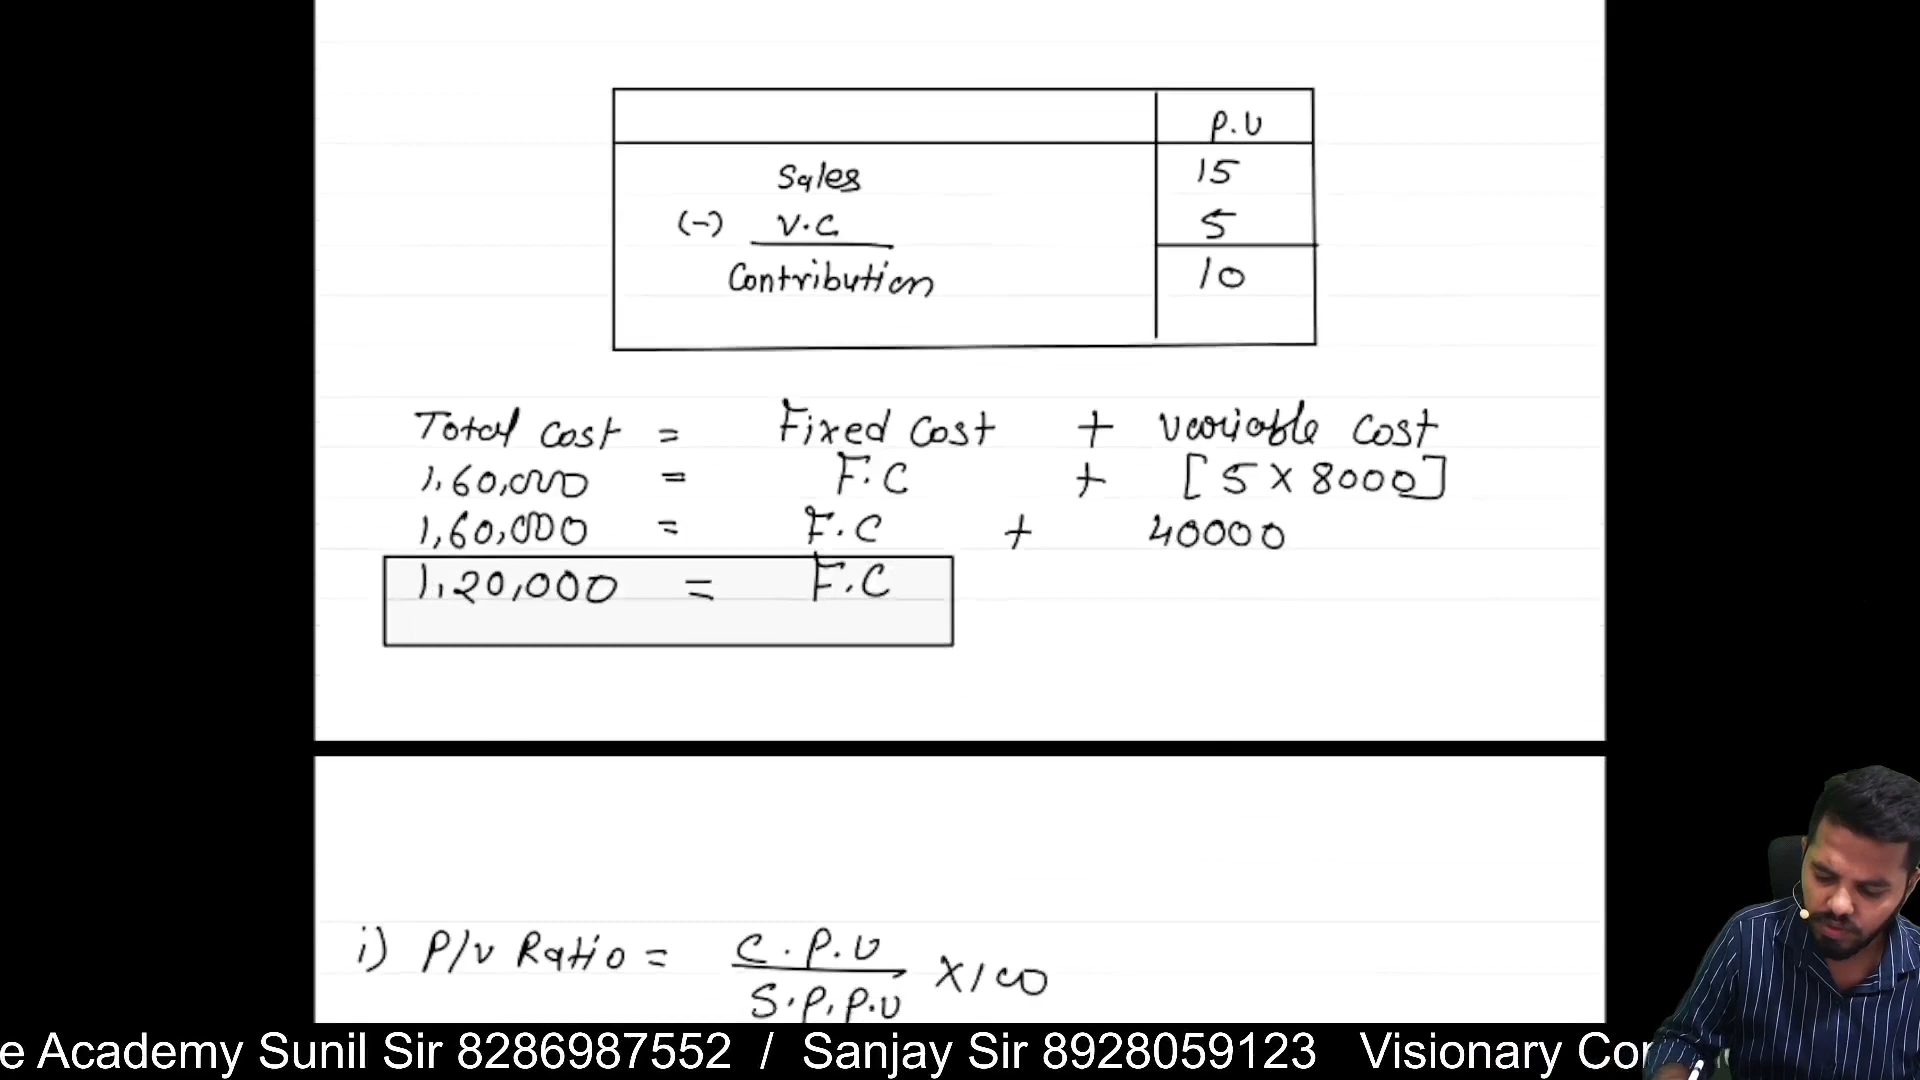 P.U
Sales 15
(-) V.C. 5
Contribution 10
Total Cost = Fixed Cost + Variable Cost
1,60,000 = F.C + [5 X 8000]
1,60,000 = F.C + 40000
1,20,000 = F.C
i) P/V Ratio = C.P.U / S.P.P.U X 100
e Academy Sunil Sir 8286987552 / Sanjay Sir 8928059123 Visionary Co